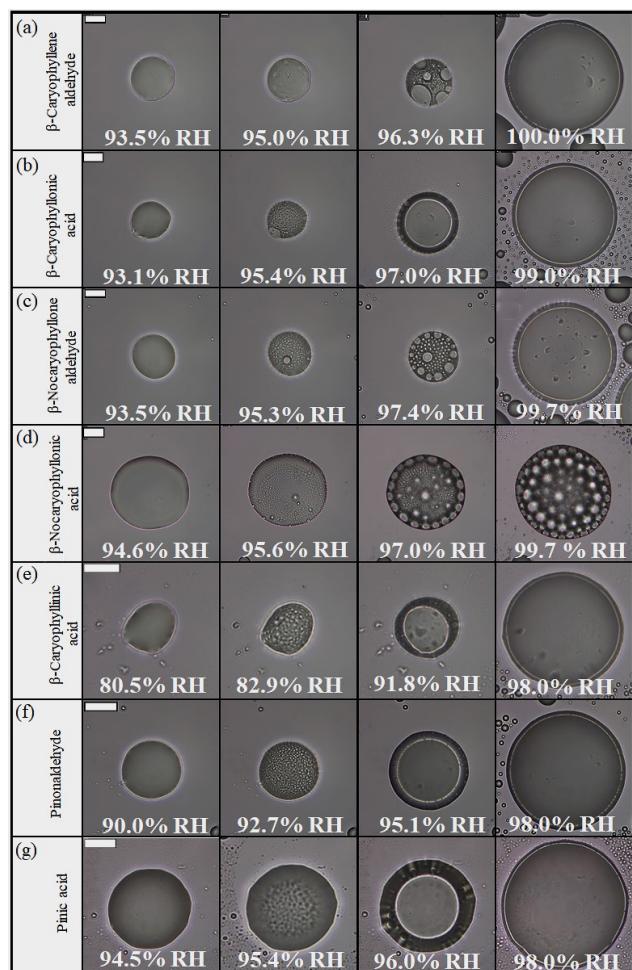 (a)
β-Caryophyllene
aldehyde
93.5% RH
95.0% RH
96.3% RH
100.0% RH
(b)
β-Caryophyllonic
acid
93.1% RH
95.4% RH
97.0% RH
99.0% RH
(c)
β-Nocaryophyllone
aldehyde
93.5% RH
95.3% RH
97.4% RH
99.7% RH
(d)
β-Nocaryophyllonic
acid
94.6% RH
95.6% RH
97.0% RH
99.7 % RH
(e)
β-Caryophyllinic
acid
80.5% RH
82.9% RH
91.8% RH
98.0% RH
(f)
Pinonaldehyde
90.0% RH
92.7% RH
95.1% RH
98.0% RH
(g)
Pinic acid
94.5% RH
95.4% RH
96.0% RH
98.0% RH